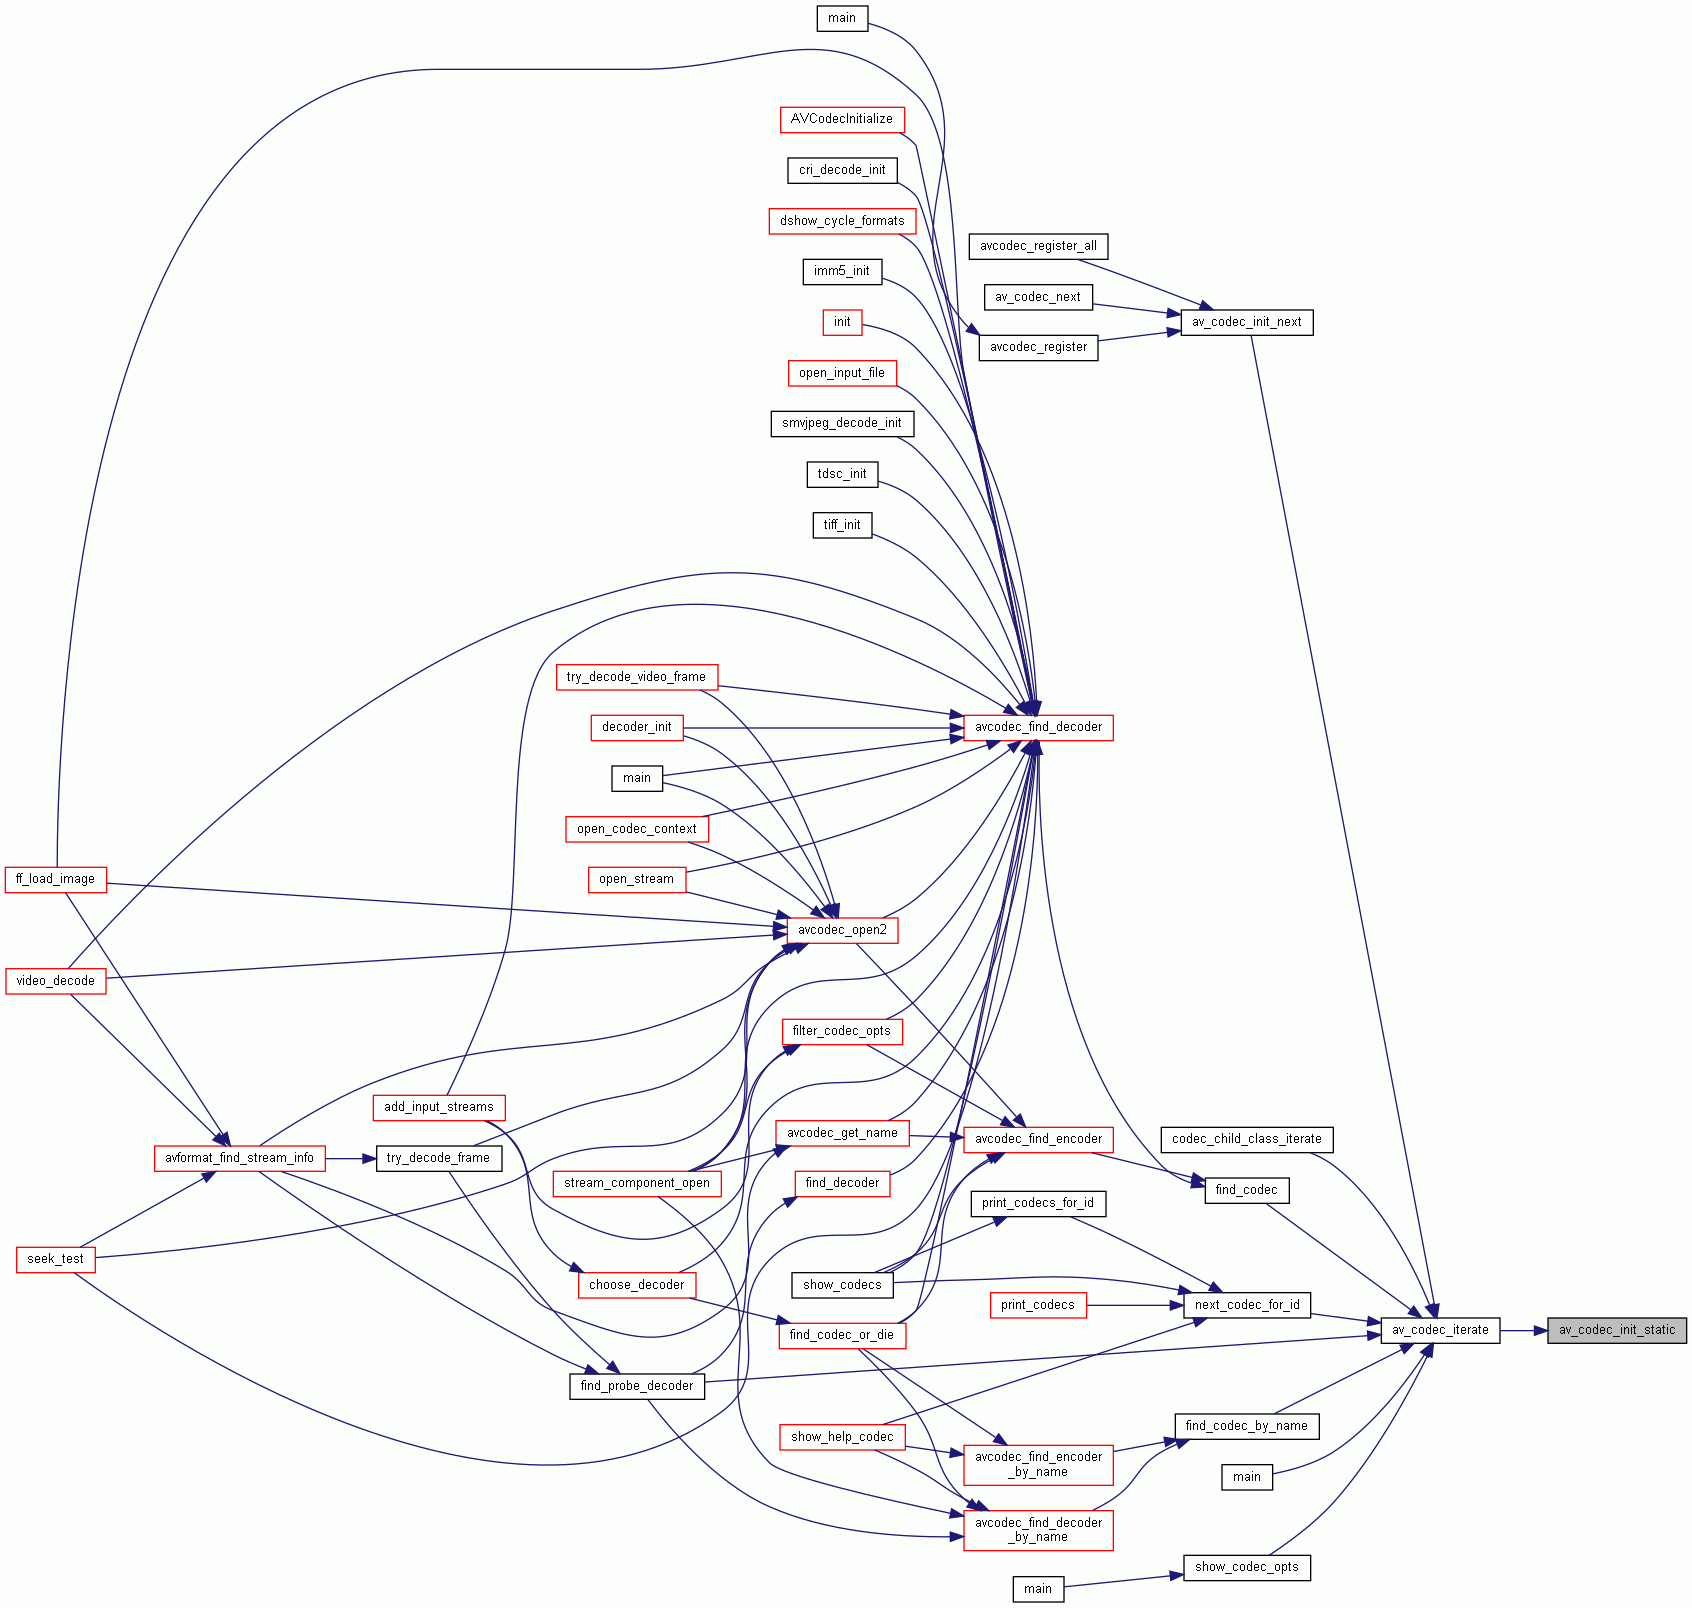 main
AVCodecInitialize
cri_decode_init
dshow_cycle_formats
avcodec_register_all
imm5_init
av_codec_next
init
av_codec_init_next
avcodec_register
open_input_file
smvjpeg_decode_init
tdsc_init
tiff_init
try_decode_video_frame
decoder_init
avcodec_find_decoder
main
open_codec_context
ff_load_image
open_stream
avcodec_open2
video_decode
filter_codec_opts
add_input_streams
avcodec_get_name
avcodec_find_encoder
codec_child_class_iterate
avformat_find_stream_info
try_decode_frame
stream_component_open
find_decoder
find_codec
print_codecs_for_id
seek_test
choose_decoder
show_codecs
print_codecs
next_codec_for_id
find_codec_or_die
av_codec_iterate
av_codec_init_static
find_probe_decoder
find_codec_by_name
show_help_codec
avcodec_find_encoder
_by_name
main
avcodec_find_decoder
_by_name
show_codec_opts
main